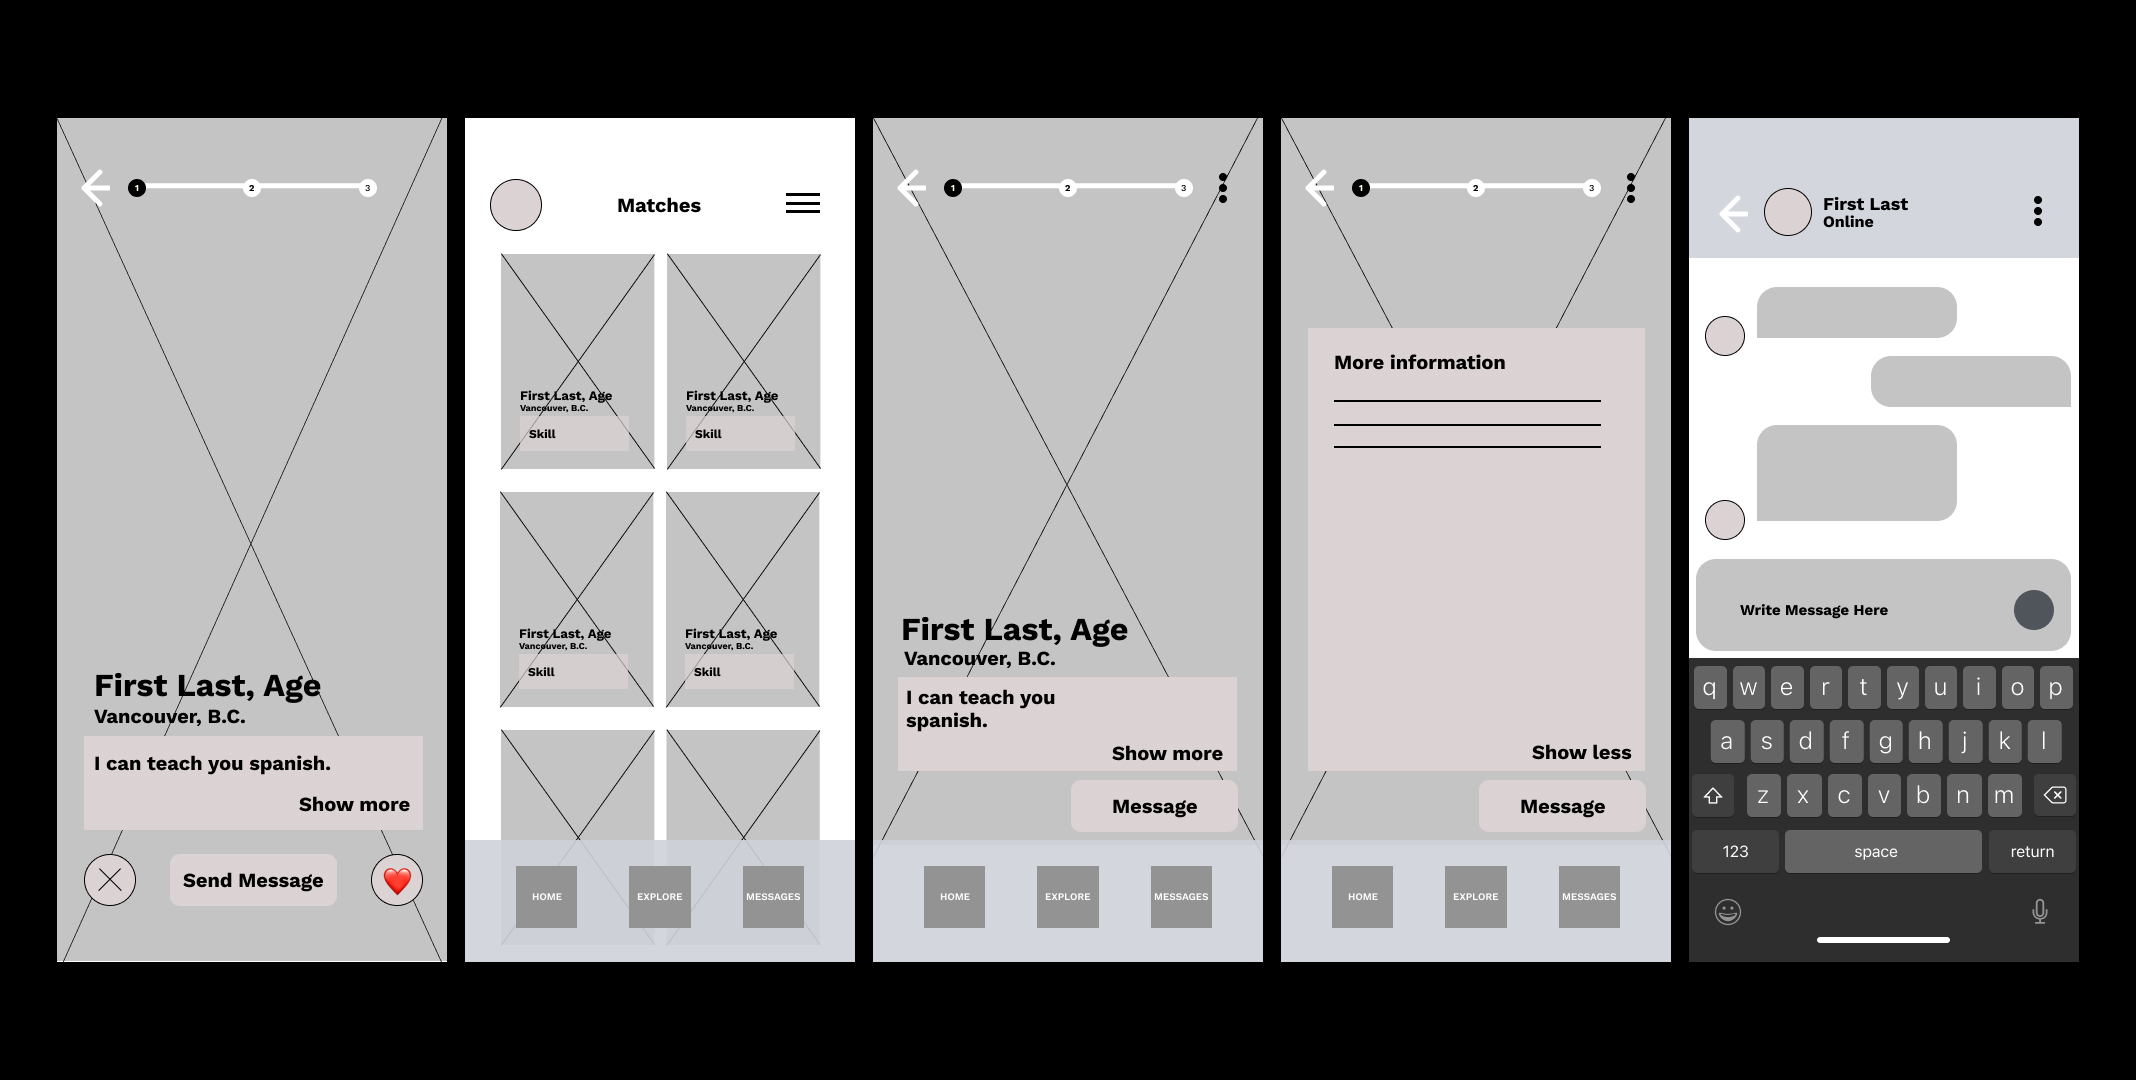 1 2 3
First Last, Age
Vancouver, B.C.
I can teach you spanish.
Show more
Send Message
Matches
First Last, Age
Vancouver, B.C.
Skill
First Last, Age
Vancouver, B.C.
Skill
First Last, Age
Vancouver, B.C.
Skill
First Last, Age
Vancouver, B.C.
Skill
HOME EXPLORE MESSAGES
1 2 3
First Last, Age
Vancouver, B.C.
I can teach you
spanish.
Show more
Message
HOME EXPLORE MESSAGES
1 2 3
More information
Show less
Message
HOME EXPLORE MESSAGES
First Last
Online
Write Message Here
q w e r t y u i o p
a s d f g h j k l
z x c v b n m
123 space return